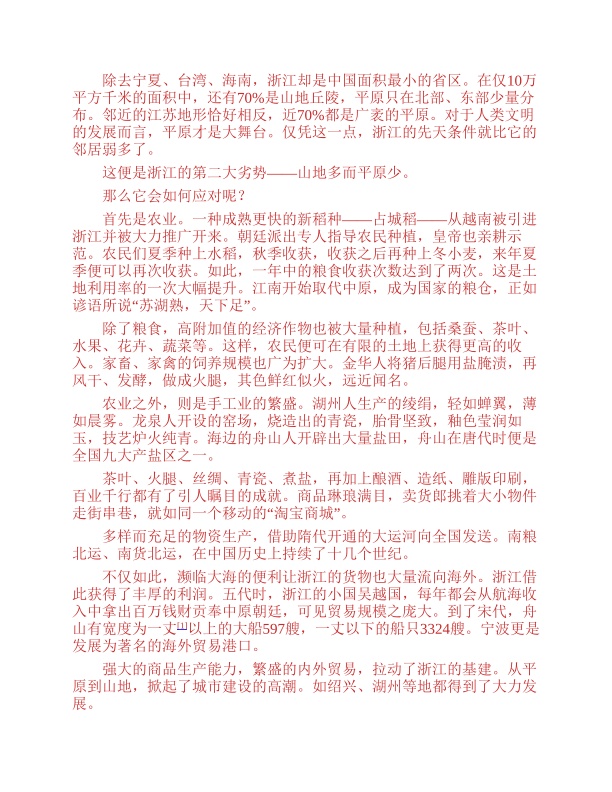 除去宁夏、台湾、海南，浙江却是中国面积最小的省区。在仅10万
平方千米的面积中，还有70%是山地丘陵，平原只在北部、东部少量分
布。邻近的江苏地形恰好相反，近70%都是广袤的平原。对于人类文明
的发展而言，平原才是大舞台。仅凭这一点，浙江的先天条件就比它的
邻居弱多了。
这便是浙江的第二大劣势——山地多而平原少。
那么它会如何应对呢？
首先是农业。一种成熟更快的新稻种——占城稻——从越南被引进
浙江并被大力推广开来。朝廷派出专人指导农民种植，皇帝也亲耕示
范。农民们夏季种上水稻，秋季收获，收获之后再种上冬小麦，来年夏
季便可以再次收获。如此，一年中的粮食收获次数达到了两次。这是土
地利用率的一次大幅提升。江南开始取代中原，成为国家的粮仓，正如
谚语所说“苏湖熟，天下足”。
除了粮食，高附加值的经济作物也被大量种植，包括桑蚕、茶叶、
水果、花卉、蔬菜等。这样，农民便可在有限的土地上获得更高的收
入。家畜、家禽的饲养规模也广为扩大。金华人将猪后腿用盐腌渍，再
风干、发酵，做成火腿，其色鲜红似火，远近闻名。
农业之外，则是手工业的繁盛。湖州人生产的绫绢，轻如蝉翼，薄
如晨雾。龙泉人开设的窑场，烧造出的青瓷，胎骨坚致，釉色莹润如
玉，技艺炉火纯青。海边的舟山人开辟出大量盐田，舟山在唐代时便是
全国九大产盐区之一。
茶叶、火腿、丝绸、青瓷、煮盐，再加上酿酒、造纸、雕版印刷，
百业千行都有了引人瞩目的成就。商品琳琅满目，卖货郎挑着大小物件
走街串巷，就如同一个移动的“淘宝商城”。
多样而充足的物资生产，借助隋代开通的大运河向全国发送。南粮
北运、南货北运，在中国历史上持续了十几个世纪。
不仅如此，濒临大海的便利让浙江的货物也大量流向海外。浙江借
此获得了丰厚的利润。五代时，浙江的小国吴越国，每年都会从航海收
入中拿出百万钱财贡奉中原朝廷，可见贸易规模之庞大。到了宋代，舟
山有宽度为一丈[1]以上的大船597艘，一丈以下的船只3324艘。宁波更是
发展为著名的海外贸易港口。
强大的商品生产能力，繁盛的内外贸易，拉动了浙江的基建。从平
原到山地，掀起了城市建设的高潮。如绍兴、湖州等地都得到了大力发
展。